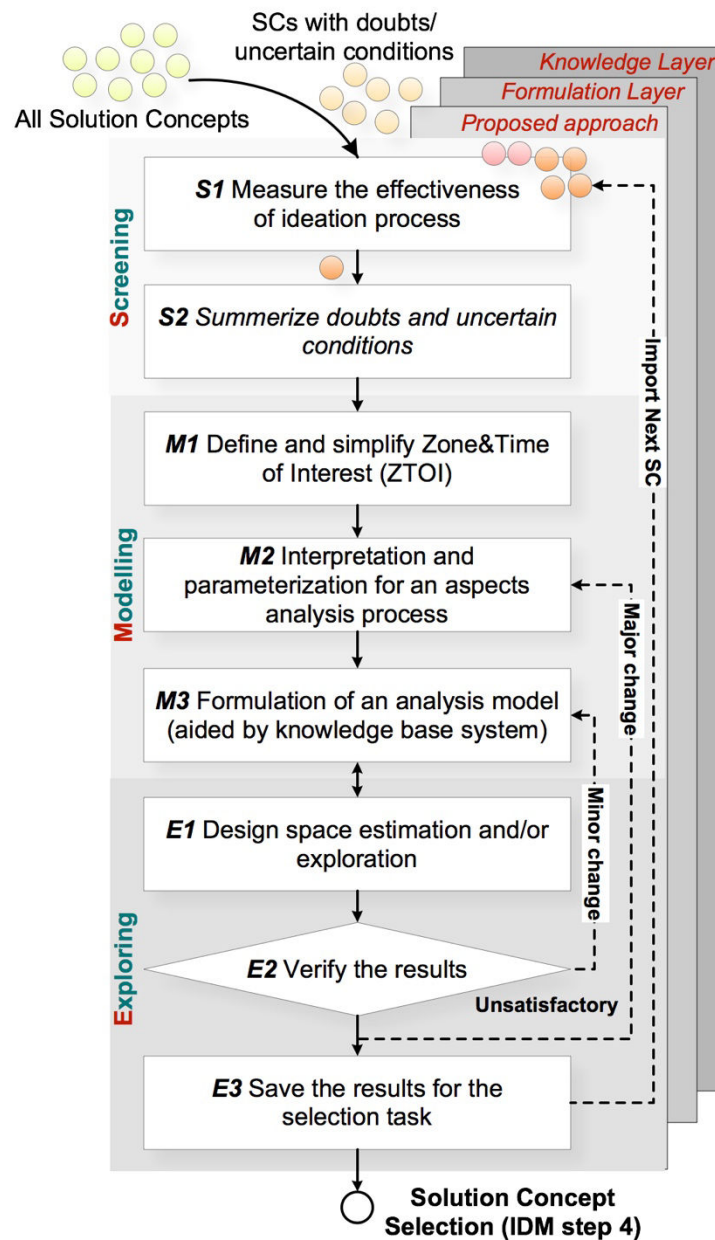 SCs with doubts/
uncertain conditions
All Solution Concepts
Knowledge Layer
Formulation Layer
Proposed approach
Screening
S1 Measure the effectiveness
of ideation process
S2 Summerize doubts and uncertain
conditions
Modelling
M1 Define and simplify Zone&Time
of Interest (ZTOI)
M2 Interpretation and
parameterization for an aspects
analysis process
M3 Formulation of an analysis model
(aided by knowledge base system)
Exploring
E1 Design space estimation and/or
exploration
E2 Verify the results
Unsatisfactory
E3 Save the results for the
selection task
Minor change
Major change
Import Next SC
Solution Concept
Selection (IDM step 4)